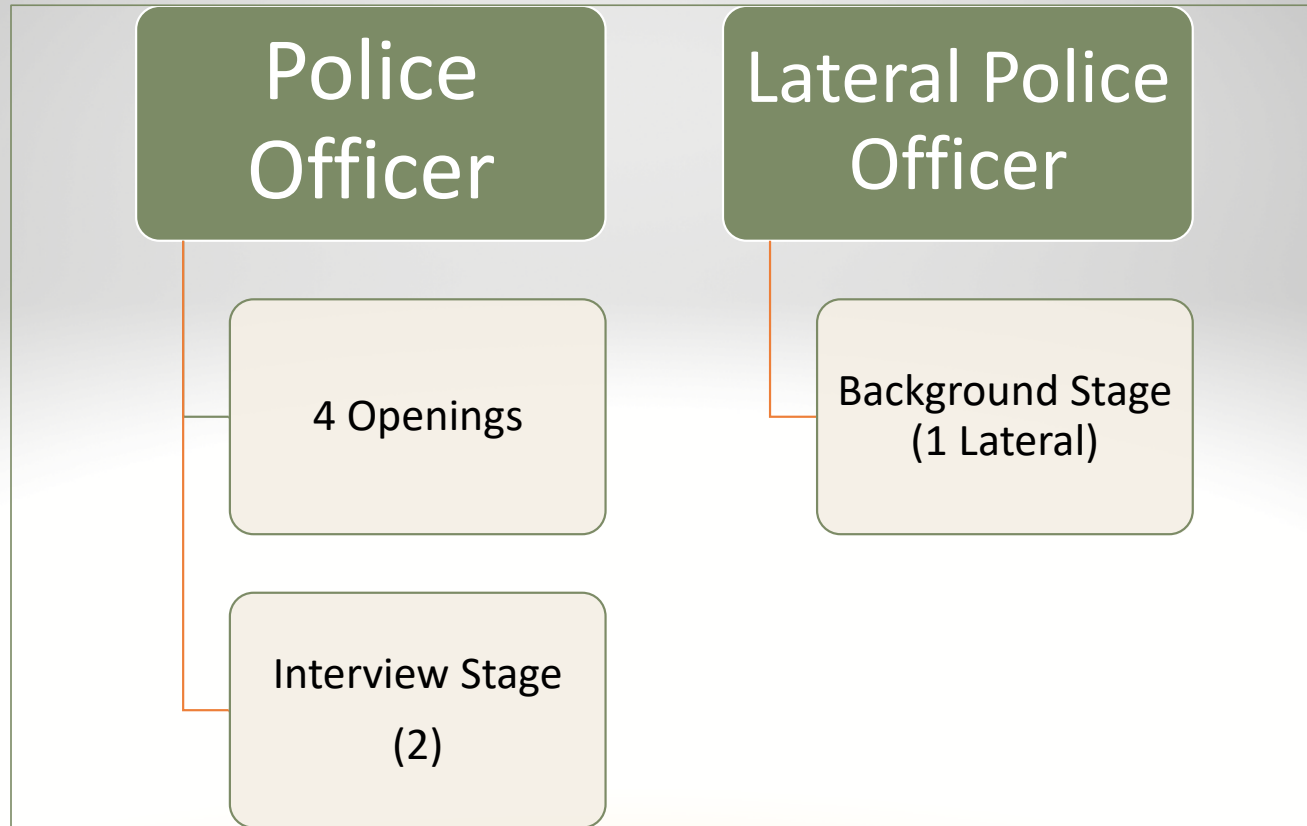 Police
Officer
4 Openings
Interview Stage
(2)
Lateral Police
Officer
Background Stage
(1 Lateral)